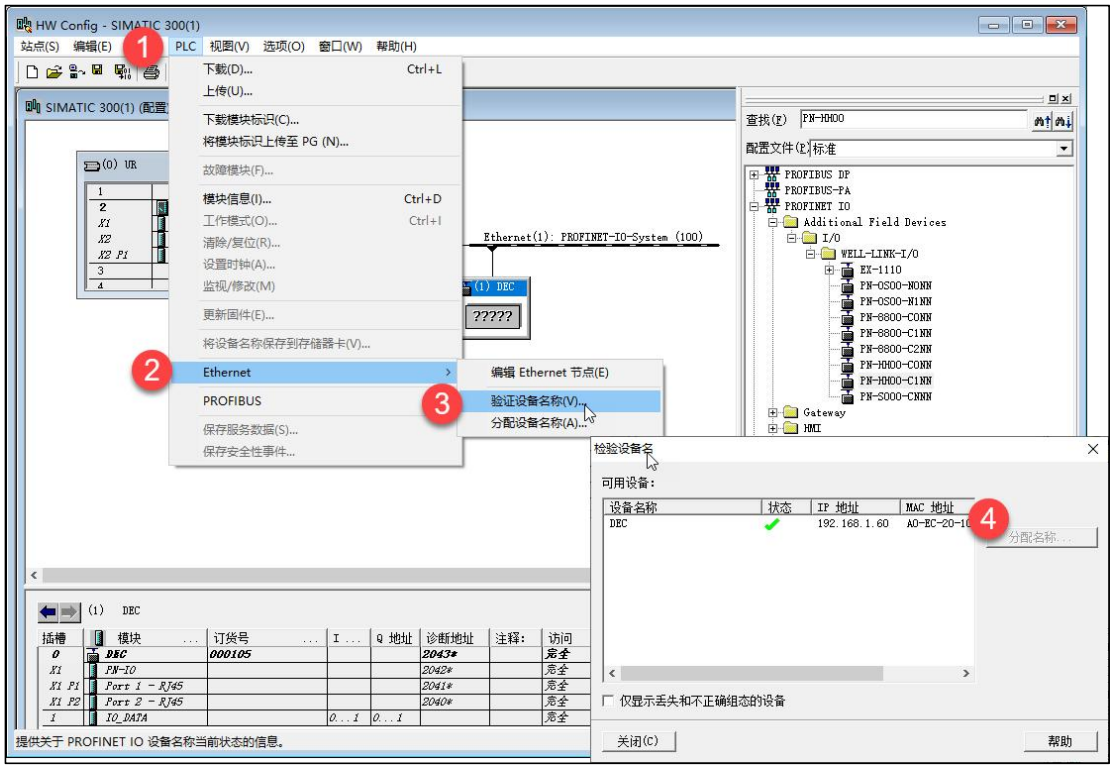 HW Config - SIMATIC 300(1)
站点(S) 编辑(E) 1 PLC 视图(V) 选项(O) 窗口(W) 帮助(H)
下载(D)... Ctrl+L
上传(U)...
下载模块标识(C)...
将模块标识上传至 PG (N)...
故障模块(F)...
模块信息(I)... Ctrl+D
工作模式(O)... Ctrl+I
清除/复位(R)...
设置时钟(A)...
监视/修改(M)
更新固件(E)...
将设备名称保存到存储器卡(V)...
2 Ethernet
PROFIBUS
保存服务数据(S)...
保存安全性事件...
编辑 Ethernet 节点(E)
3 验证设备名称(V)...
分配设备名称(A)...
SIMATIC 300(1) (配置
(0) UR
1
2
X1
X2
X2 P1
3
4
Ethernet(1): PROFINET-IO-System (100)
(1) DEC
?????
查找(F) PN-HH00
配置文件(E) 标准
PROFIBUS DP
PROFIBUS-PA
PROFINET IO
Additional Field Devices
I/O
WELL-LINK-I/O
EX-1110
PN-0S00-N0NN
PN-0S00-N1NN
PN-8800-C0NN
PN-8800-C1NN
PN-8800-C2NN
PN-HH00-C0NN
PN-HH00-C1NN
PN-S000-CNNN
Gateway
HMI
检验设备名
可用设备:
设备名称 状态 IP 地址 MAC 地址
DEC 192.168.1.60 A0-EC-20-10
4
分配名称...
仅显示丢失和不正确组态的设备
关闭(C) 帮助
(1) DEC
插槽 模块 ... 订货号 ... I ... Q 地址 诊断地址 注释: 访问
0 DEC 000105 2043* 完全
X1 PN-IO 2042* 完全
X1 P1 Port 1 - RJ45 2041* 完全
X1 P2 Port 2 - RJ45 2040* 完全
1 IO_DATA 0...1 0...1 完全
提供关于 PROFINET IO 设备名称当前状态的信息。